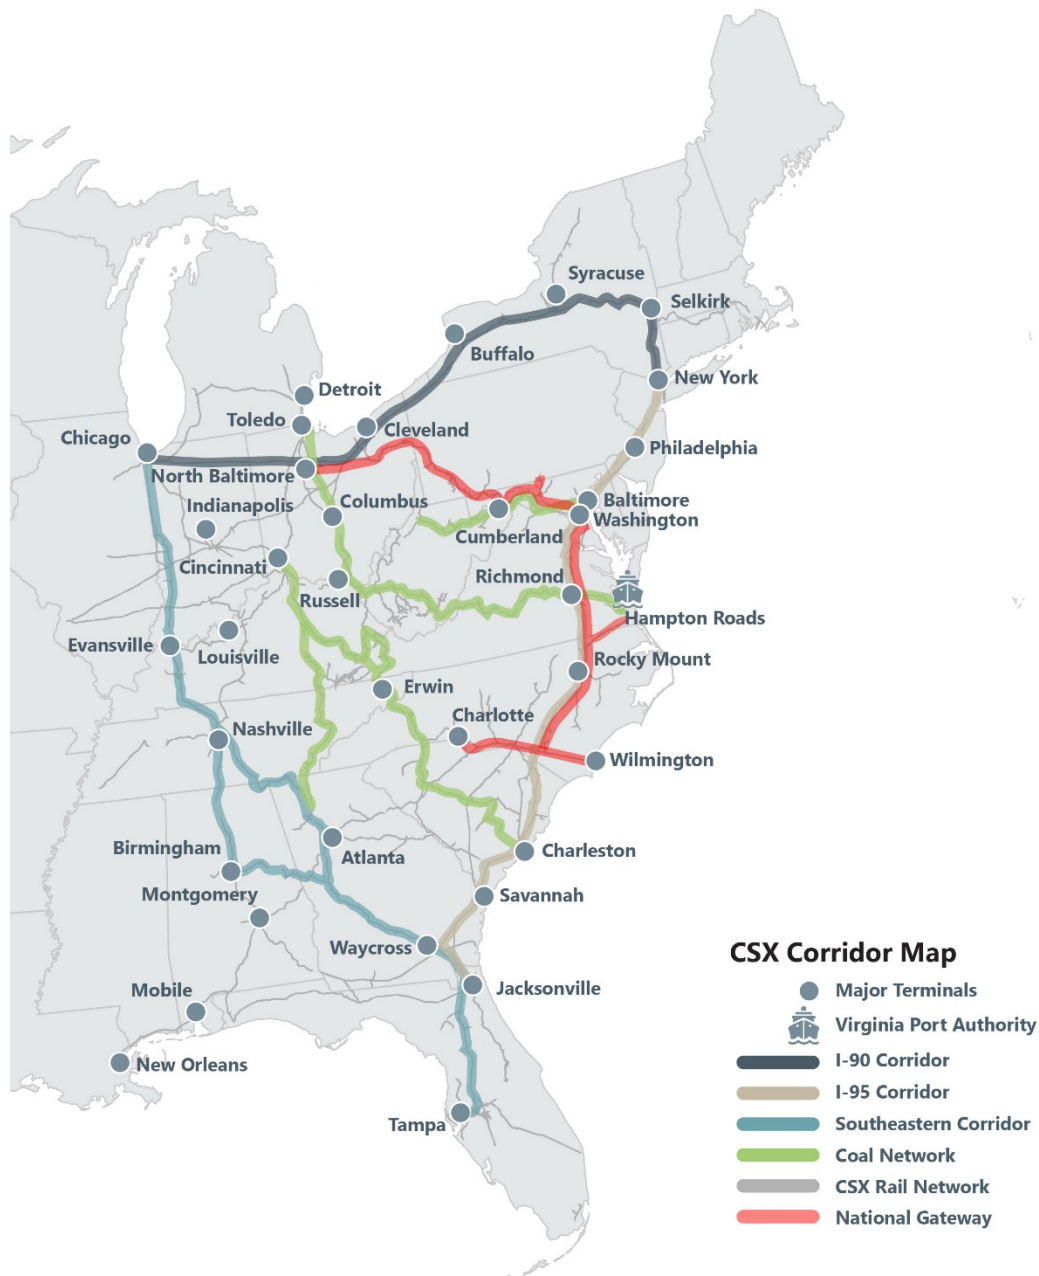 Syracuse
Selkirk
Buffalo
New York
Detroit
Toledo
Cleveland
Chicago
Philadelphia
North Baltimore
Indianapolis
Columbus
Baltimore
Washington
Cumberland
Cincinnati
Richmond
Russell
Hampton Roads
Evansville
Louisville
Rocky Mount
Erwin
Charlotte
Nashville
Wilmington
Birmingham
Atlanta
Charleston
Montgomery
Savannah
Waycross
Mobile
Jacksonville
New Orleans
Tampa
CSX Corridor Map
Major Terminals
Virginia Port Authority
I-90 Corridor
I-95 Corridor
Southeastern Corridor
Coal Network
CSX Rail Network
National Gateway